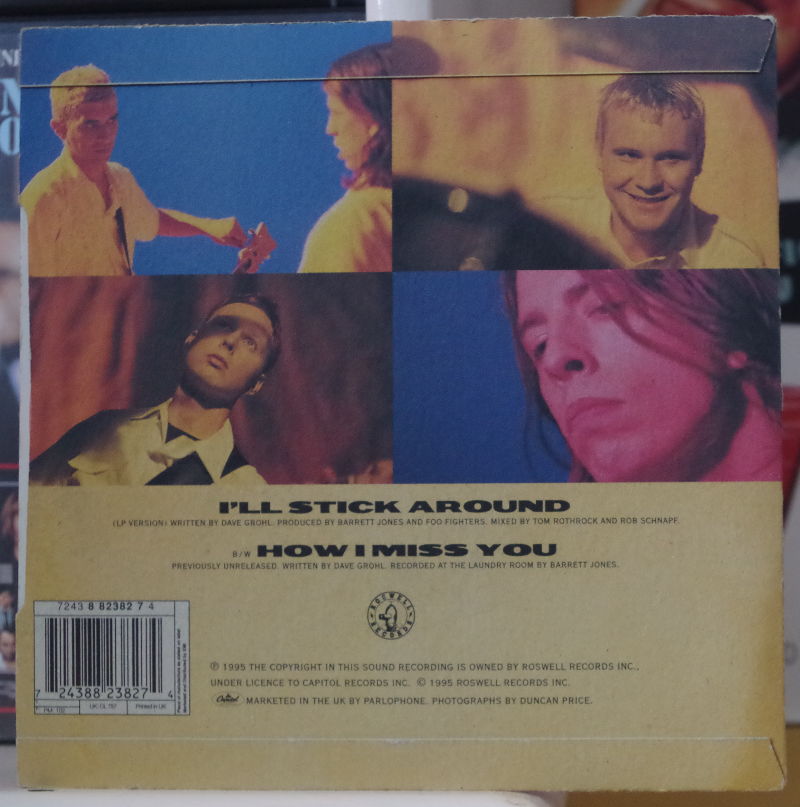 I'LL STICK AROUND
(LP VERSION) WRITTEN BY DAVE GROHL. PRODUCED BY BARRETT JONES AND FOO FIGHTERS. MIXED BY TOM ROTHROCK AND ROB SCHNAPF.
B/W HOW I MISS YOU
PREVIOUSLY UNRELEASED. WRITTEN BY DAVE GROHL. RECORDED AT THE LAUNDRY ROOM BY BARRETT JONES.
ROSWELL RECORDS
7243 8 82382 7 4
7 24388 23827 4
PM: 102
UK: CL 757
Printed in UK
℗ 1995 THE COPYRIGHT IN THIS SOUND RECORDING IS OWNED BY ROSWELL RECORDS INC.,
UNDER LICENCE TO CAPITOL RECORDS INC. © 1995 ROSWELL RECORDS INC.
Capitol MARKETED IN THE UK BY PARLOPHONE. PHOTOGRAPHS BY DUNCAN PRICE.